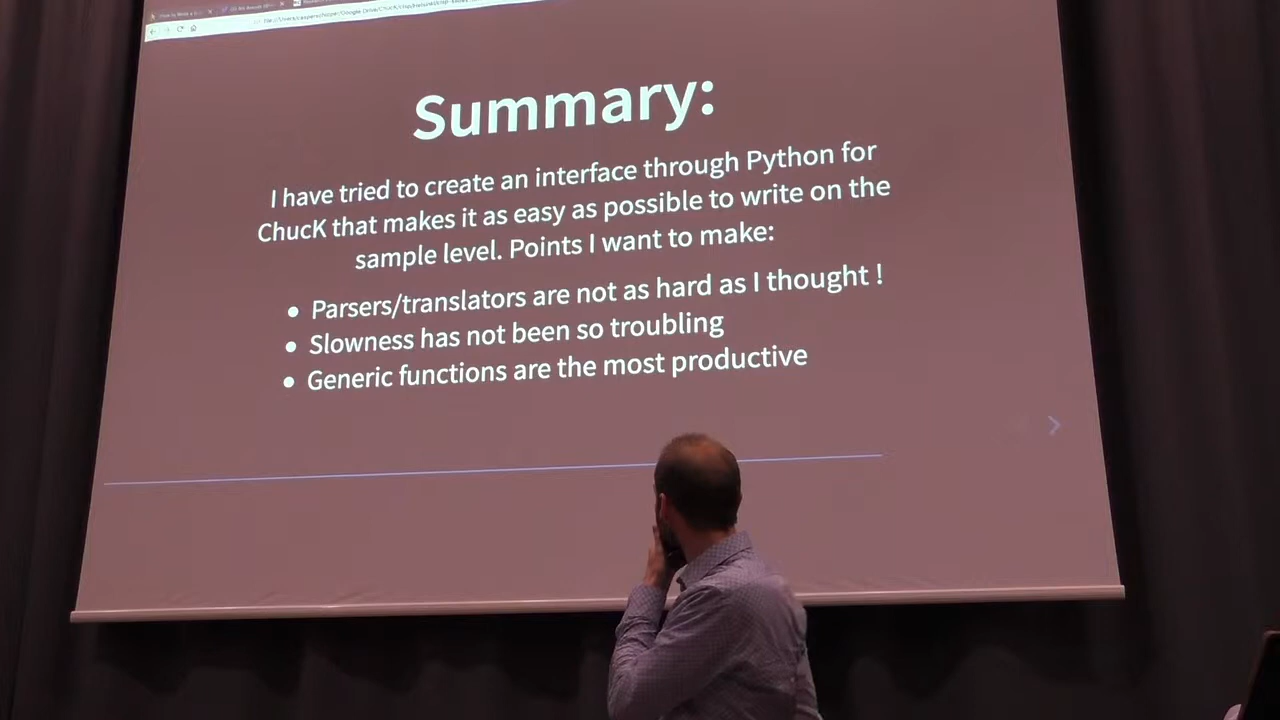 Summary:
I have tried to create an interface through Python for
ChucK that makes it as easy as possible to write on the
sample level. Points I want to make:
• Parsers/translators are not as hard as I thought !
• Slowness has not been so troubling
• Generic functions are the most productive